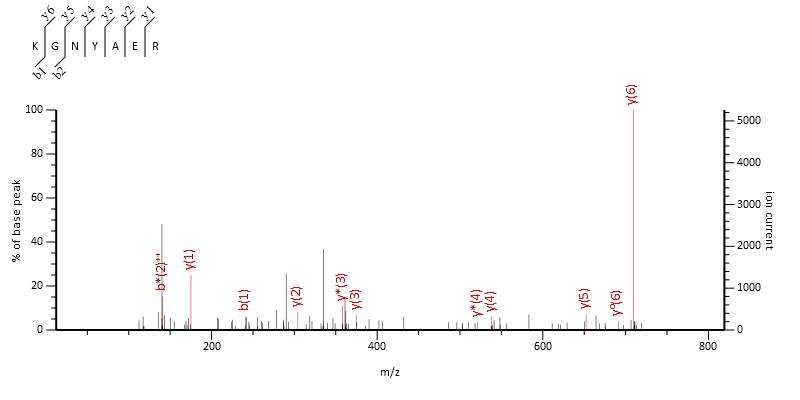 y6 y5 y4 y3 y2 y1
K G N Y A E R
b1 b2
% of base peak
100
80
60
40
20
0
b*(2)++
y(1)
b(1)
y(2)
y*(3)
y(3)
y*(4)
y(4)
y(5)
y°(6)
y(6)
5000
4000
3000
2000
1000
0
ion current
200 400 600 800
m/z